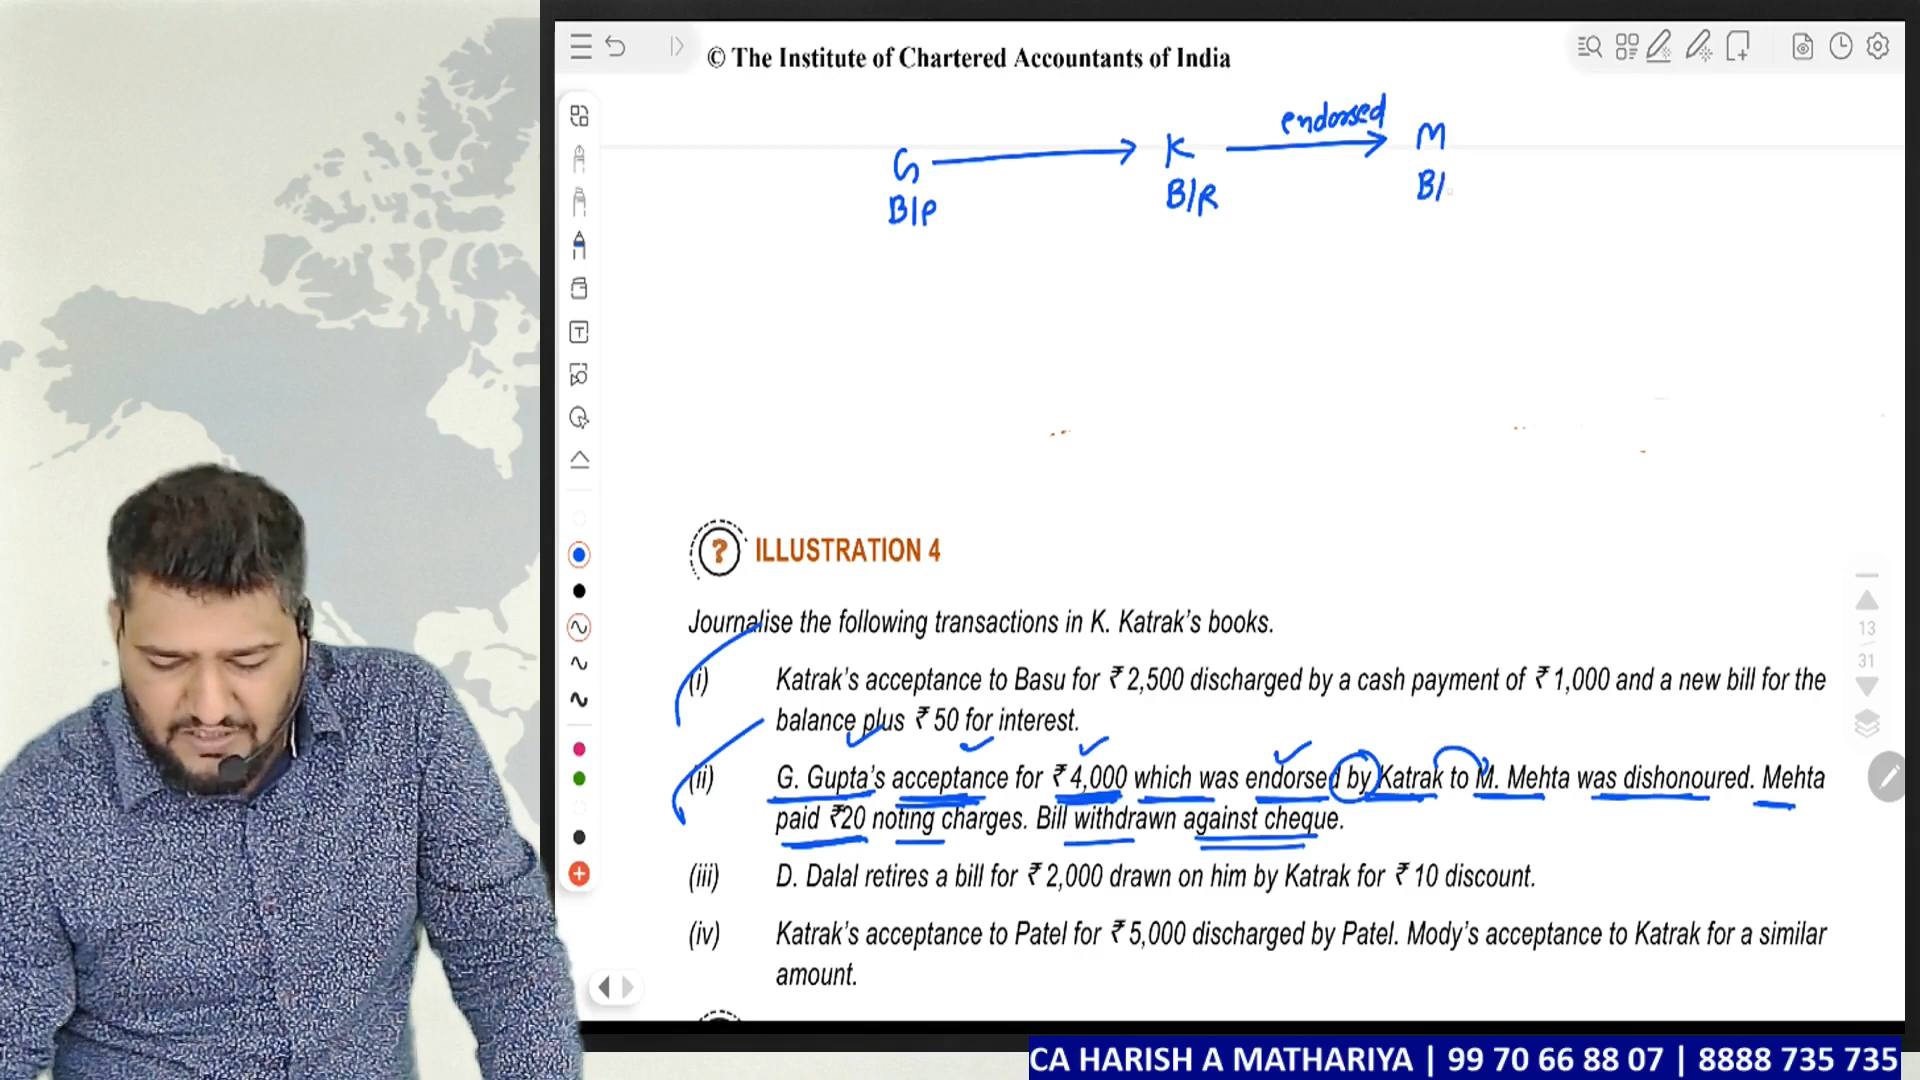 © The Institute of Chartered Accountants of India
endorsed
G K M
B/P B/R B/
? ILLUSTRATION 4
Journalise the following transactions in K. Katrak's books.
(i) Katrak's acceptance to Basu for ₹ 2,500 discharged by a cash payment of ₹ 1,000 and a new bill for the
balance plus ₹ 50 for interest.
(ii) G. Gupta's acceptance for ₹ 4,000 which was endorsed by Katrak to M. Mehta was dishonoured. Mehta
paid ₹20 noting charges. Bill withdrawn against cheque.
(iii) D. Dalal retires a bill for ₹ 2,000 drawn on him by Katrak for ₹ 10 discount.
(iv) Katrak's acceptance to Patel for ₹ 5,000 discharged by Patel. Mody's acceptance to Katrak for a similar
amount.
13
31
CA HARISH A MATHARIYA | 99 70 66 88 07 | 8888 735 735